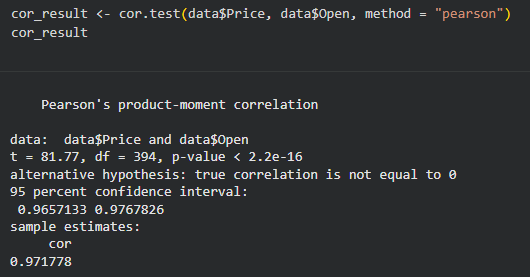 cor_result <- cor.test(data$Price, data$Open, method = "pearson")
cor_result
Pearson's product-moment correlation
data:  data$Price and data$Open
t = 81.77, df = 394, p-value < 2.2e-16
alternative hypothesis: true correlation is not equal to 0
95 percent confidence interval:
 0.9657133 0.9767826
sample estimates:
     cor
0.971778